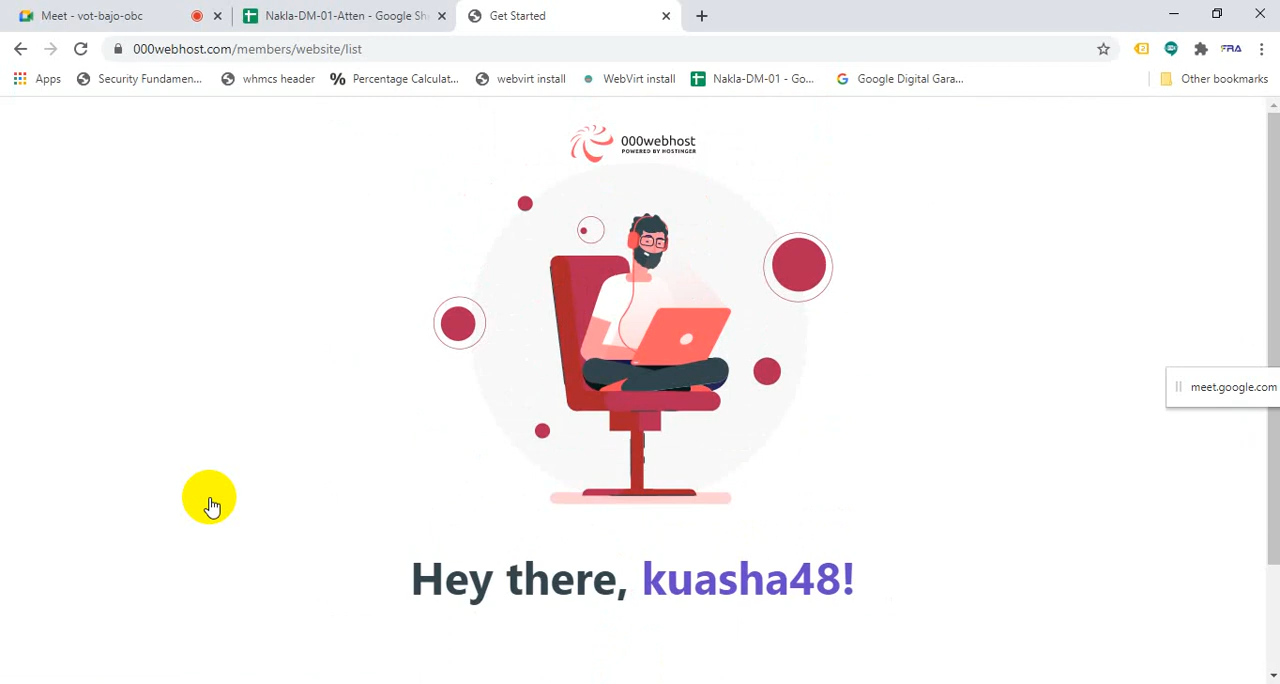 Meet - vot-bajo-obc
Nakla-DM-01-Atten - Google Sh
Get Started
000webhost.com/members/website/list
Apps
Security Fundamen...
whmcs header
Percentage Calculat...
webvirt install
WebVirt install
Nakla-DM-01 - Go...
Google Digital Gara...
Other bookmarks
000webhost
POWERED BY HOSTINGER
meet.google.com
Hey there, kuasha48!